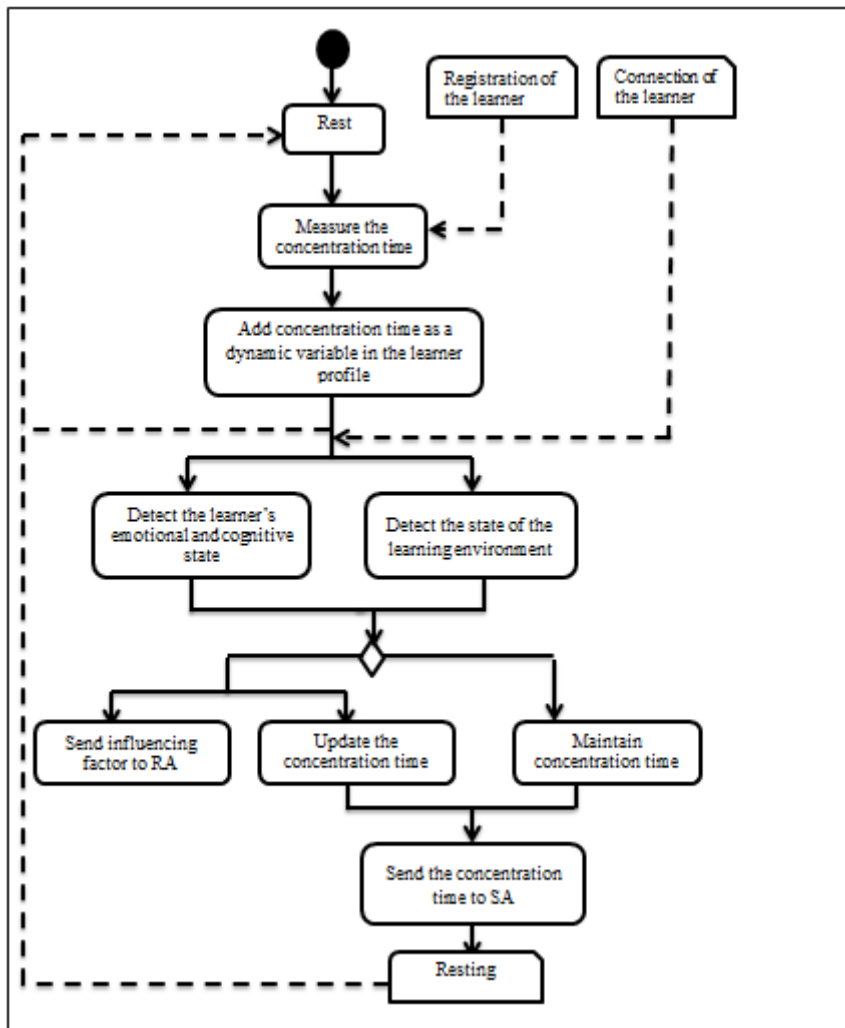 Registration of
the learner
Connection of
the learner
Rest
Measure the
concentration time
Add concentration time as a
dynamic variable in the learner
profile
Detect the learner's
emotional and cognitive
state
Detect the state of the
learning environment
Send influencing
factor to RA
Update the
concentration time
Maintain
concentration time
Send the concentration
time to SA
Resting